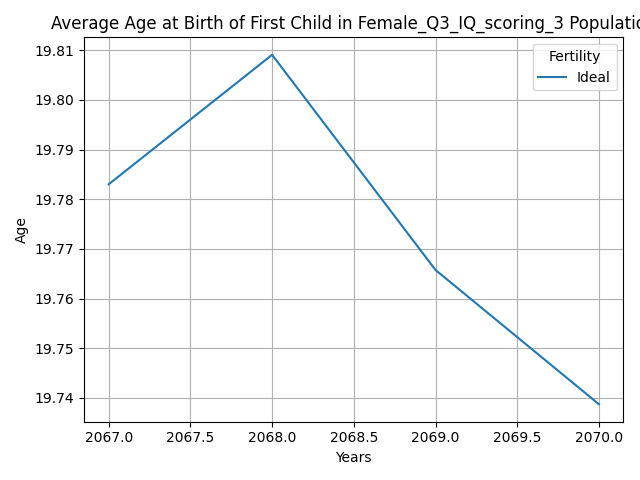 Average Age at Birth of First Child in Female_Q3_IQ_scoring_3 Populatio
Fertility
Ideal
19.81
19.80
19.79
19.78
19.77
19.76
19.75
19.74
Age
2067.0 2067.5 2068.0 2068.5 2069.0 2069.5 2070.0
Years